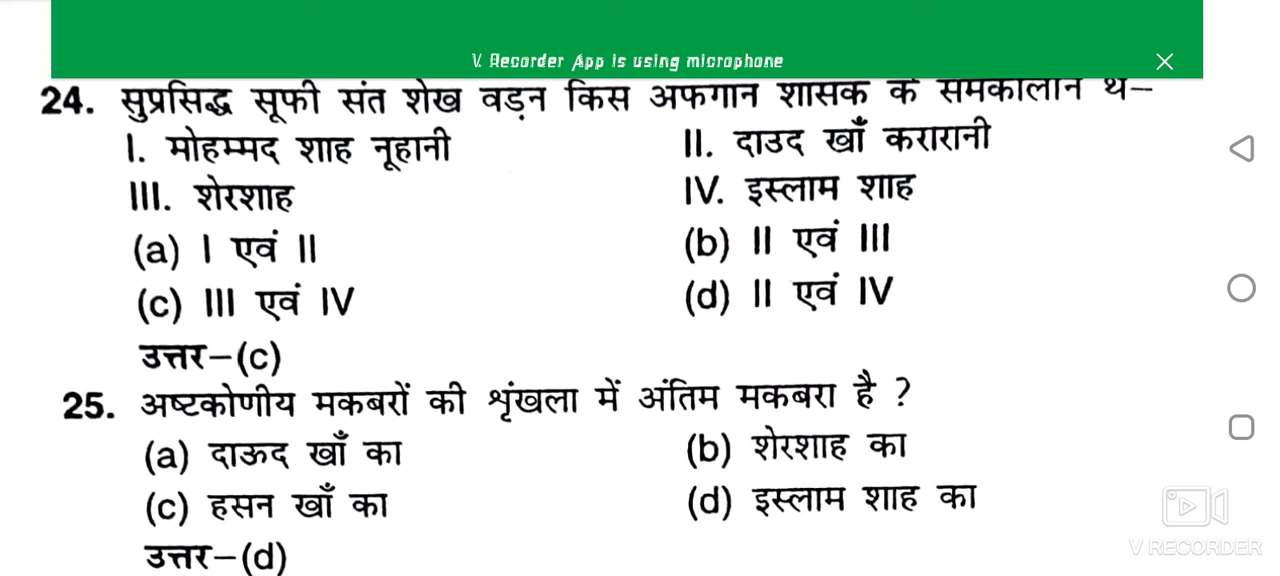 V. Recorder App is using microphone
24. सुप्रसिद्ध सूफी संत शेख वड़न किस अफगान शासक के समकालीन थे–
I. मोहम्मद शाह नूहानी II. दाउद खाँ करारानी
III. शेरशाह IV. इस्लाम शाह
(a) I एवं II (b) II एवं III
(c) III एवं IV (d) II एवं IV
उत्तर–(c)
25. अष्टकोणीय मकबरों की शृंखला में अंतिम मकबरा है ?
(a) दाऊद खाँ का (b) शेरशाह का
(c) हसन खाँ का (d) इस्लाम शाह का
उत्तर–(d)
V RECORDER